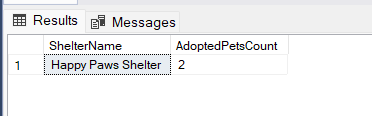 Results Messages
ShelterName AdoptedPetsCount
1 Happy Paws Shelter 2